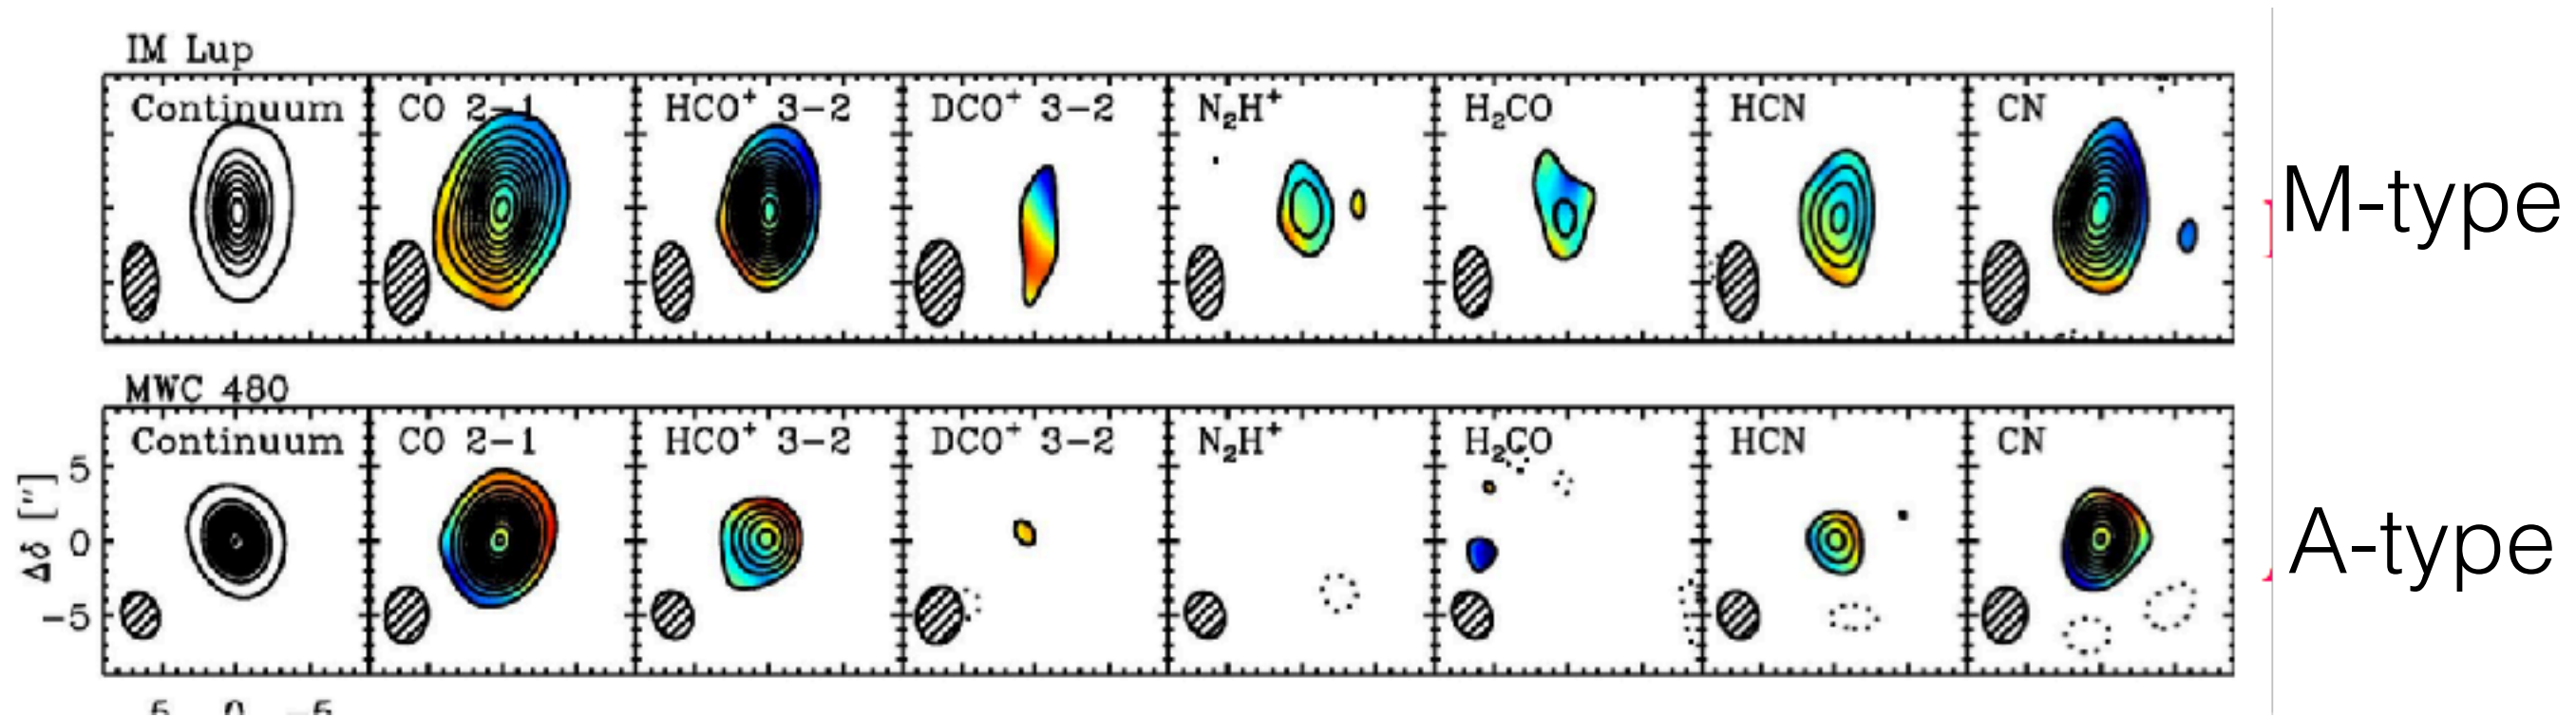 IM Lup
Continuum CO 2-1 HCO⁺ 3-2 DCO⁺ 3-2 N₂H⁺ H₂CO HCN CN
M-type
MWC 480
Continuum CO 2-1 HCO⁺ 3-2 DCO⁺ 3-2 N₂H⁺ H₂CO HCN CN
A-type
Δδ ["]
5
0
-5
5 0 -5